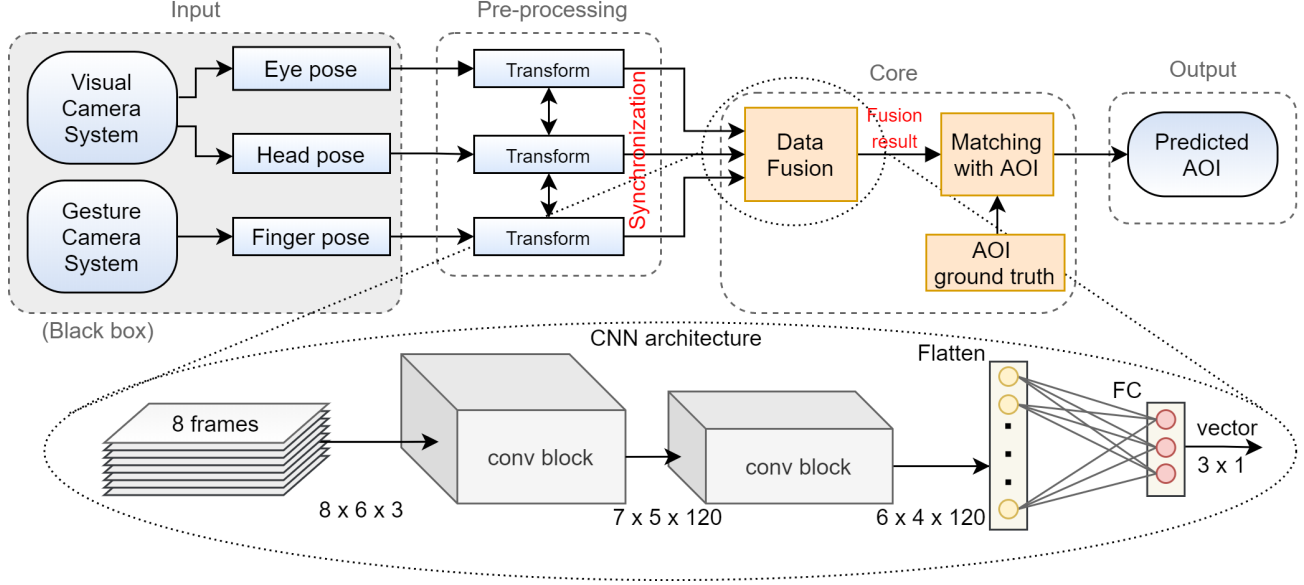 Input
Pre-processing
Core
Output
Visual
Camera
System
Eye pose
Head pose
Gesture
Camera
System
Finger pose
(Black box)
Transform
Transform
Transform
Synchronization
Data
Fusion
Fusion
result
Matching
with AOI
AOI
ground truth
Predicted
AOI
CNN architecture
8 frames
8 x 6 x 3
conv block
7 x 5 x 120
conv block
6 x 4 x 120
Flatten
FC
vector
3 x 1